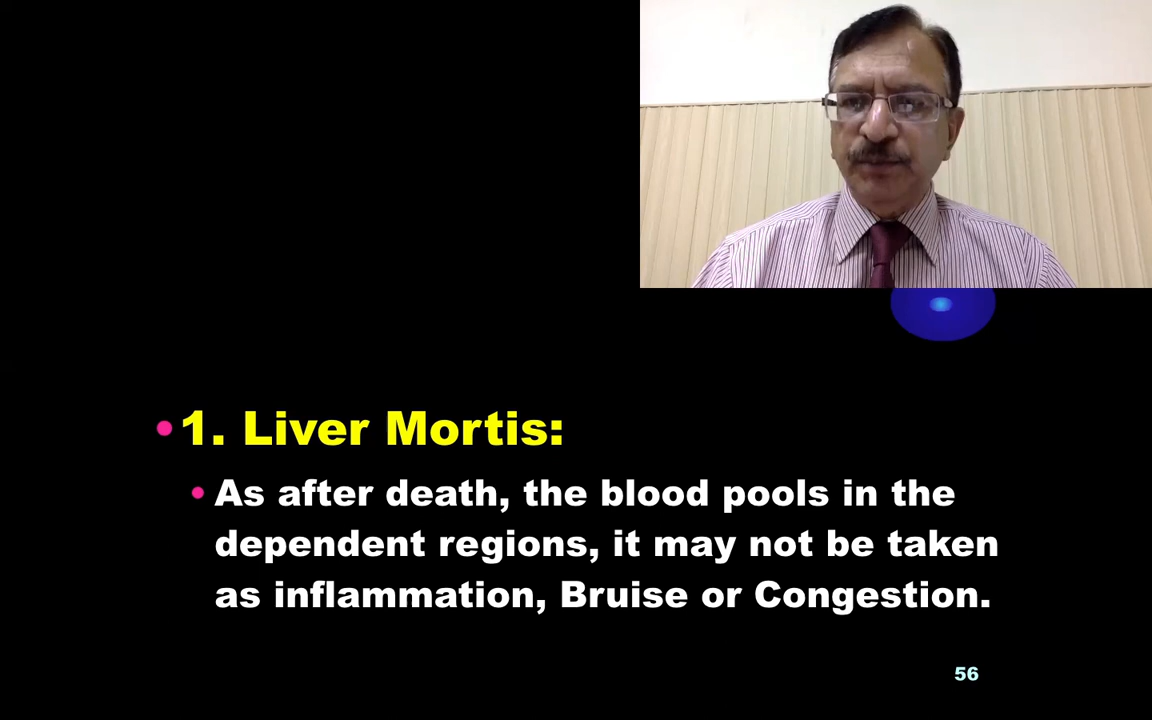 •1. Liver Mortis:
• As after death, the blood pools in the
dependent regions, it may not be taken
as inflammation, Bruise or Congestion.
56